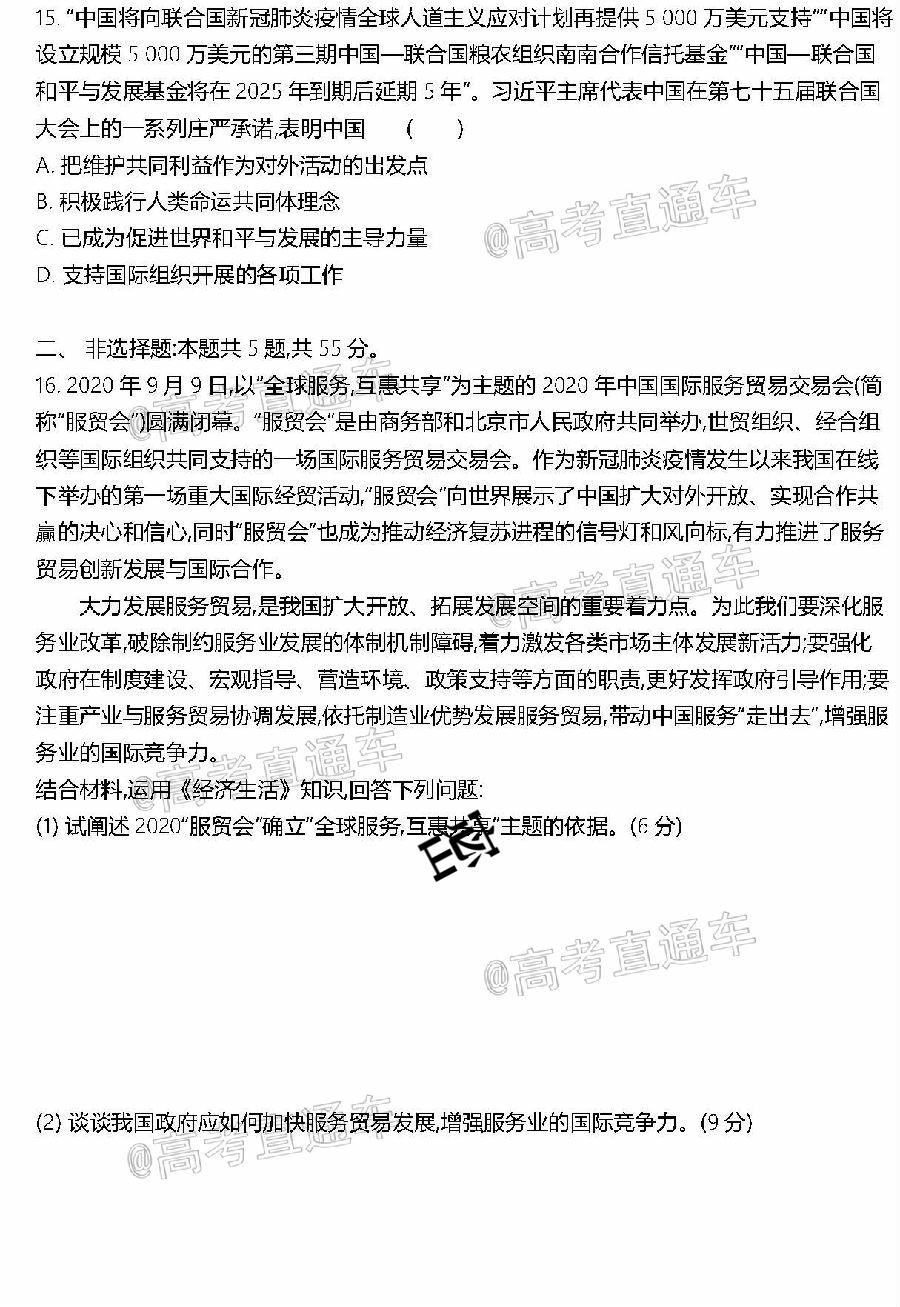 15. “中国将向联合国新冠肺炎疫情全球人道主义应对计划再提供 5 000 万美元支持”“中国将
设立规模 5 000 万美元的第三期中国—联合国粮农组织南南合作信托基金”“中国—联合国
和平与发展基金将在 2025 年到期后延期 5 年”。习近平主席代表中国在第七十五届联合国
大会上的一系列庄严承诺,表明中国 ( )
A. 把维护共同利益作为对外活动的出发点
B. 积极践行人类命运共同体理念
@高考直通车
C. 已成为促进世界和平与发展的主导力量
D. 支持国际组织开展的各项工作
二、 非选择题:本题共 5 题,共 55 分。
16. 2020 年 9 月 9 日,以“全球服务,互惠共享”为主题的 2020 年中国国际服务贸易交易会(简
@高考直通车
称“服贸会”)圆满闭幕。“服贸会”是由商务部和北京市人民政府共同举办,世贸组织、经合组
织等国际组织共同支持的一场国际服务贸易交易会。作为新冠肺炎疫情发生以来我国在线
下举办的第一场重大国际经贸活动,“服贸会”向世界展示了中国扩大对外开放、实现合作共
赢的决心和信心,同时“服贸会”也成为推动经济复苏进程的信号灯和风向标,有力推进了服务
贸易创新发展与国际合作。
@高考直通车
大力发展服务贸易,是我国扩大开放、拓展发展空间的重要着力点。为此我们要深化服
务业改革,破除制约服务业发展的体制机制障碍,着力激发各类市场主体发展新活力;要强化
政府在制度建设、宏观指导、营造环境、政策支持等方面的职责,更好发挥政府引导作用;要
注重产业与服务贸易协调发展,依托制造业优势发展服务贸易,带动中国服务“走出去”,增强服
务业的国际竞争力。
@高考直通车
结合材料,运用《经济生活》知识,回答下列问题:
(1) 试阐述 2020“服贸会”确立“全球服务,互惠共享”主题的依据。(6 分)
@高考直通车
(2) 谈谈我国政府应如何加快服务贸易发展,增强服务业的国际竞争力。(9 分)
@高考直通车